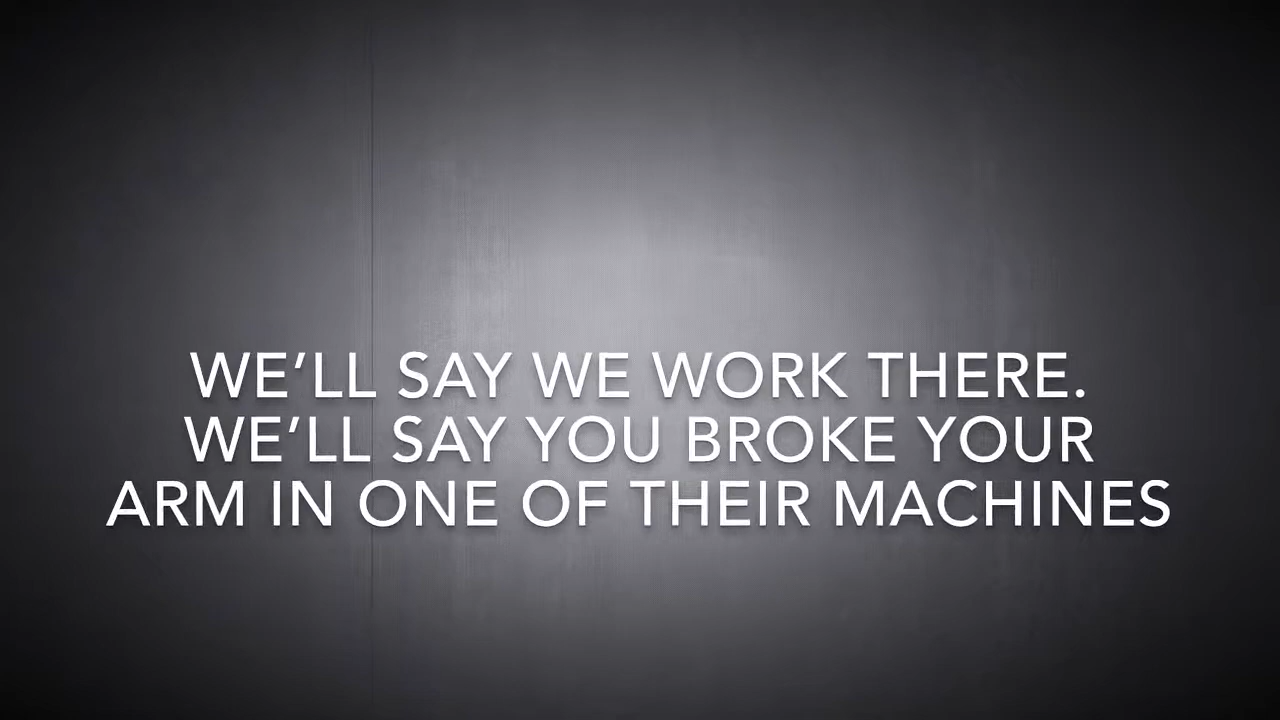 WE’LL SAY WE WORK THERE.
WE’LL SAY YOU BROKE YOUR
ARM IN ONE OF THEIR MACHINES